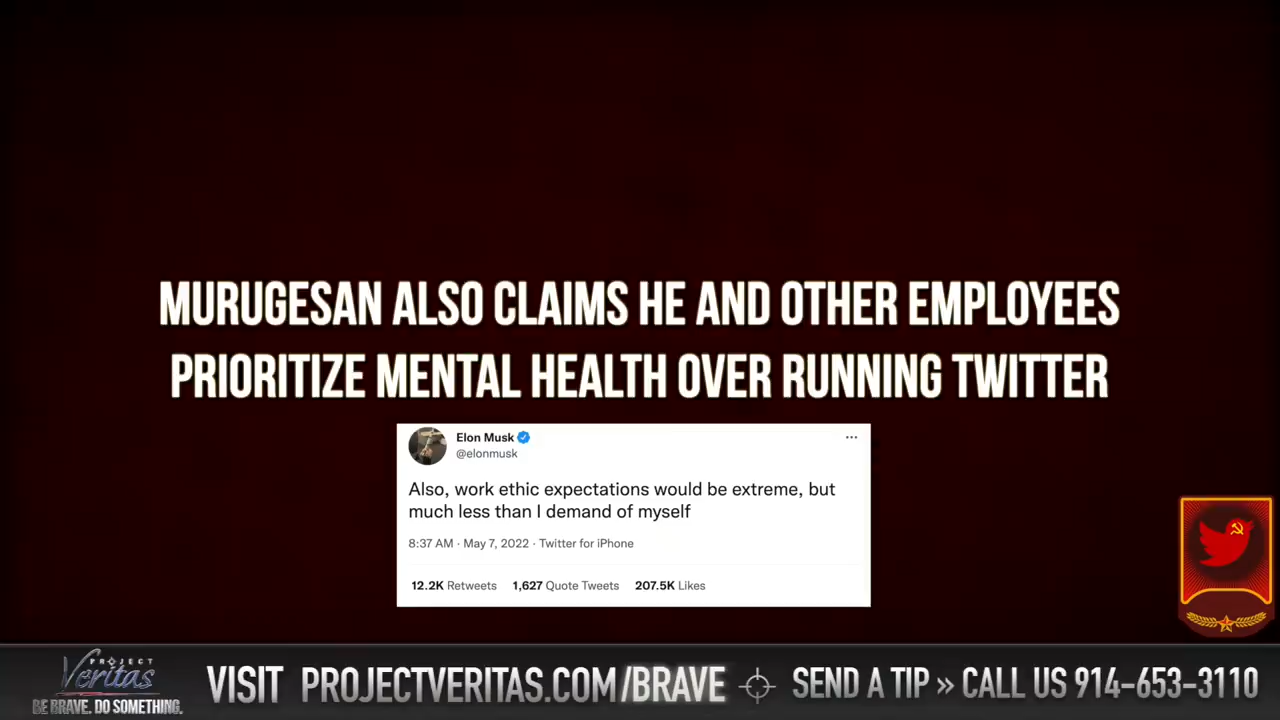 MURUGESAN ALSO CLAIMS HE AND OTHER EMPLOYEES
PRIORITIZE MENTAL HEALTH OVER RUNNING TWITTER
Elon Musk
@elonmusk
Also, work ethic expectations would be extreme, but
much less than I demand of myself
8:37 AM · May 7, 2022 · Twitter for iPhone
12.2K Retweets 1,627 Quote Tweets 207.5K Likes
PROJECT
Veritas
BE BRAVE. DO SOMETHING.
VISIT PROJECTVERITAS.COM/BRAVE
SEND A TIP » CALL US 914-653-3110